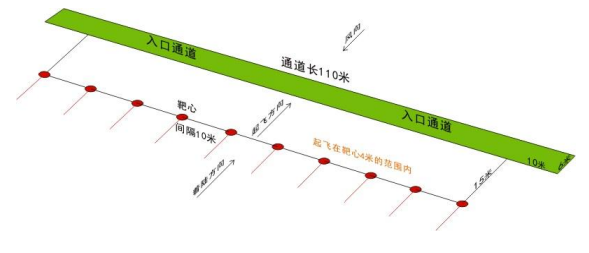 风向
入口通道
通道长110米
入口通道
靶心
间隔10米
起飞方向
起飞在靶心4米的范围内
着陆方向
10米
6米
15米